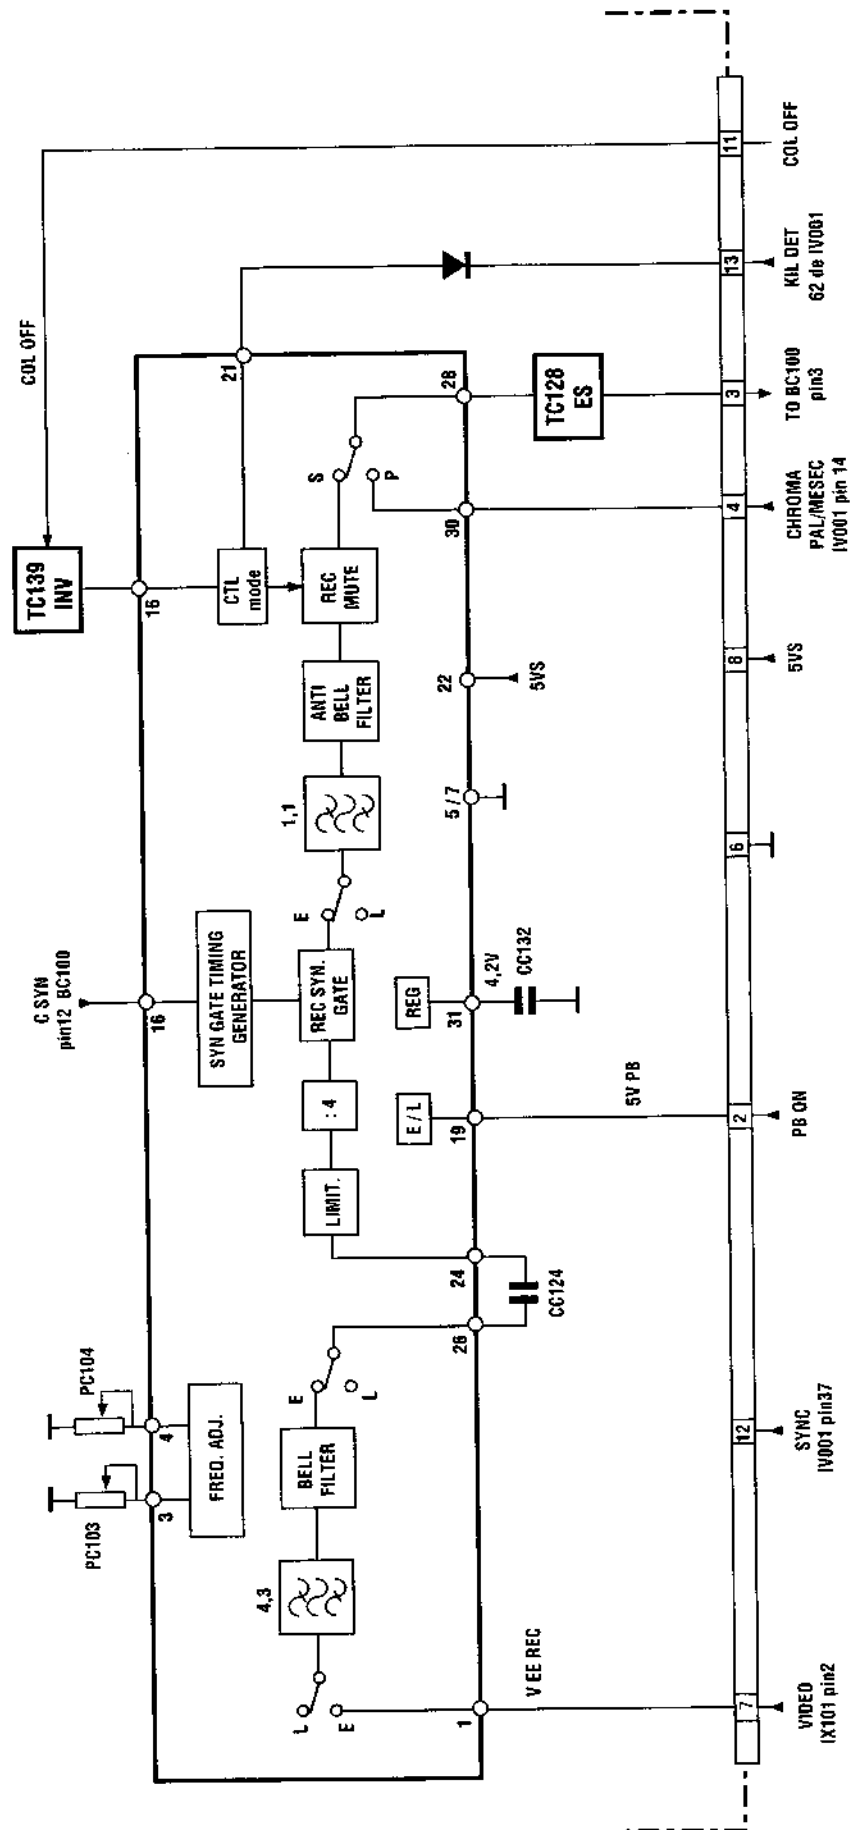 COL OFF
TC139
INV
16
21
CTL
mode
S
P
28
30
REC
MUTE
TC128
ES
ANTI
BELL
FILTER
22
5VS
1,1
5 / 7
E
L
C SYN
pin12 BC100
16
SYN GATE TIMING
GENERATOR
REC SYN.
GATE
REG
31
4,2V
CC132
: 4
E / L
19
5V PB
LIMIT.
24
CC124
26
PC104
4
PC103
3
FREQ. ADJ.
E
L
BELL
FILTER
4,3
L
E
1
V EE REC
7
VIDEO
IX101 pin2
12
SYNC
IV001 pin37
2
PB ON
6
8
5VS
4
CHROMA
PAL/MESEC
IV001 pin 14
3
TO BC100
pin3
13
KIL DET
62 de IV001
11
COL OFF